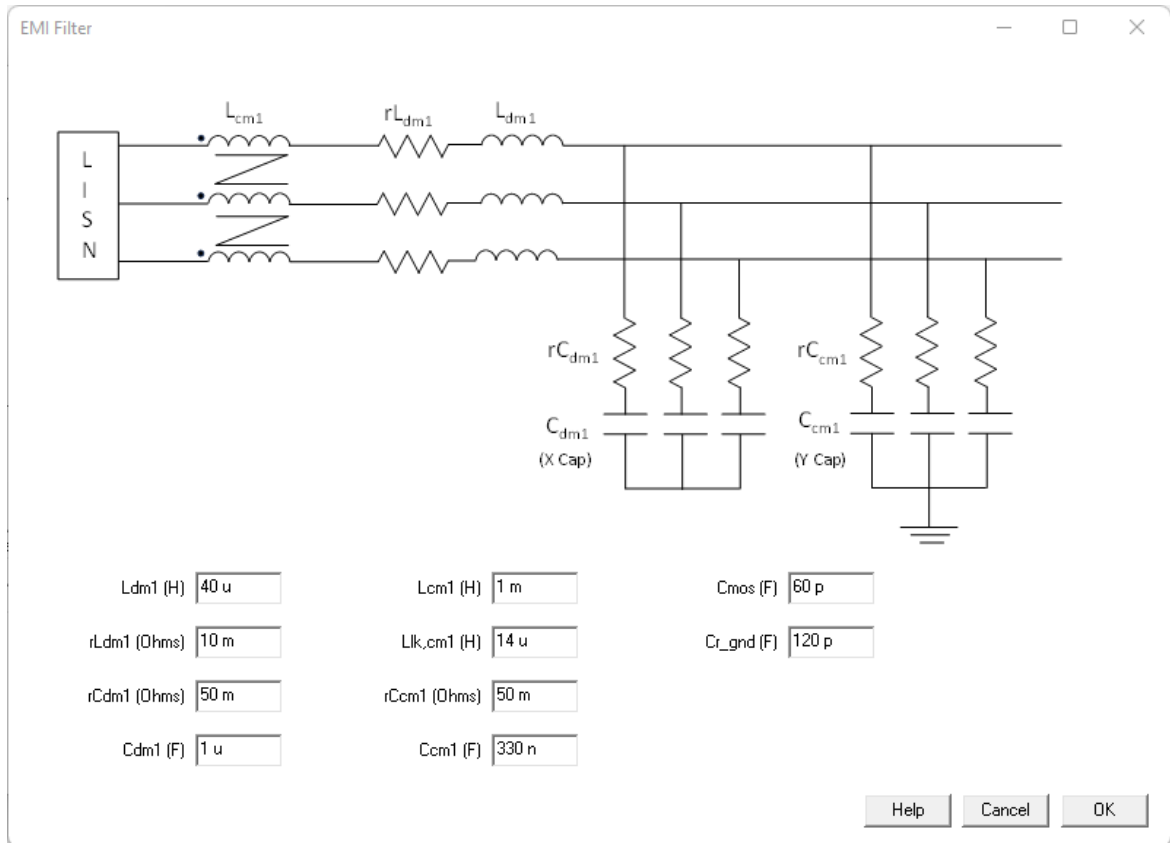 EMI Filter
Lcm1
rLdm1
Ldm1
L
I
S
N
rCdm1
Cdm1
(X Cap)
rCcm1
Ccm1
(Y Cap)
Ldm1 (H) 40 u
Lcm1 (H) 1 m
Cmos (F) 60 p
rLdm1 (Ohms) 10 m
Llk,cm1 (H) 14 u
Cr_gnd (F) 120 p
rCdm1 (Ohms) 50 m
rCcm1 (Ohms) 50 m
Cdm1 (F) 1 u
Ccm1 (F) 330 n
Help Cancel OK